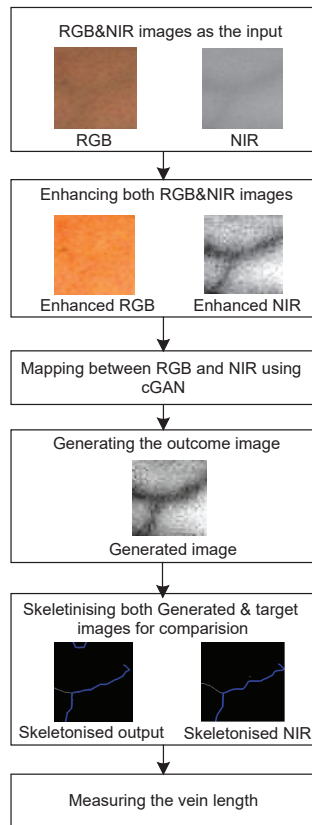 RGB&NIR images as the input
RGB NIR
Enhancing both RGB&NIR images
Enhanced RGB Enhanced NIR
Mapping between RGB and NIR using
cGAN
Generating the outcome image
Generated image
Skeletinising both Generated & target
images for comparision
Skeletonised output Skeletonised NIR
Measuring the vein length